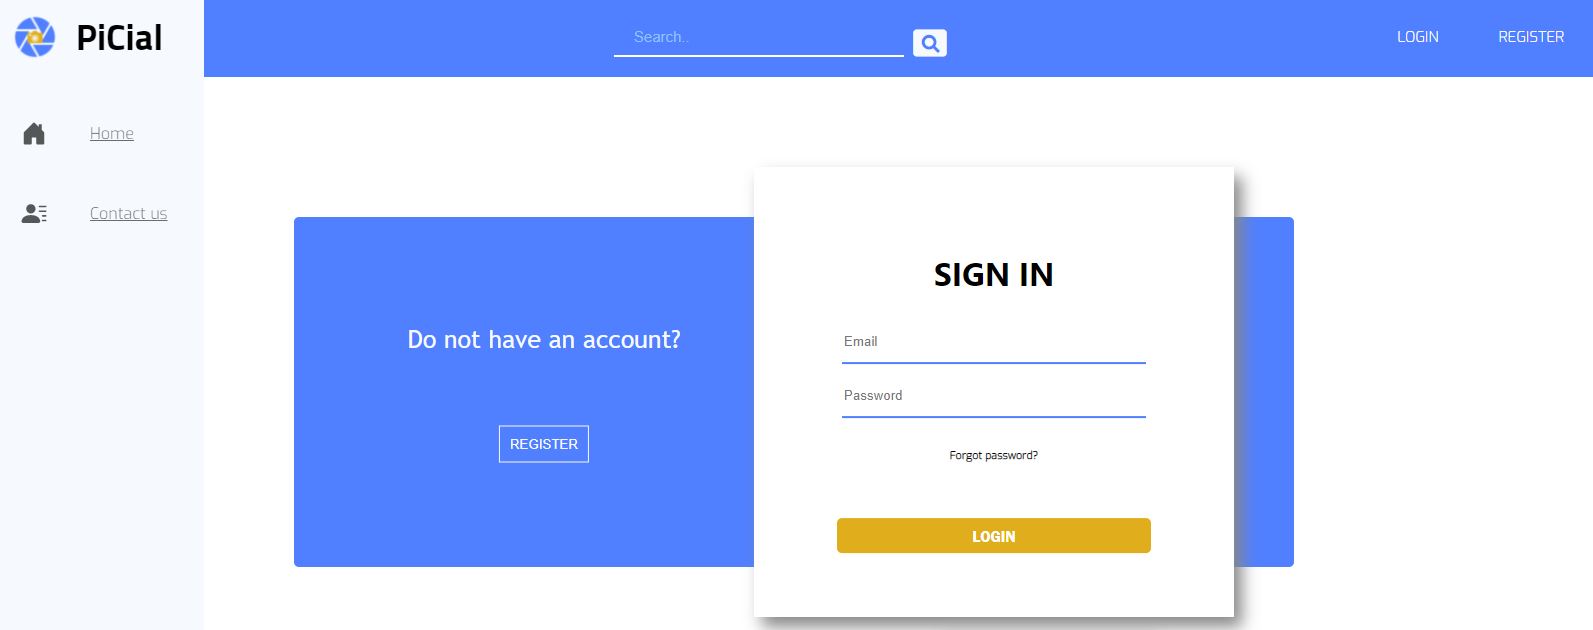 PiCial
Search..
LOGIN
REGISTER
Home
Contact us
Do not have an account?
REGISTER
SIGN IN
Email
Password
Forgot password?
LOGIN